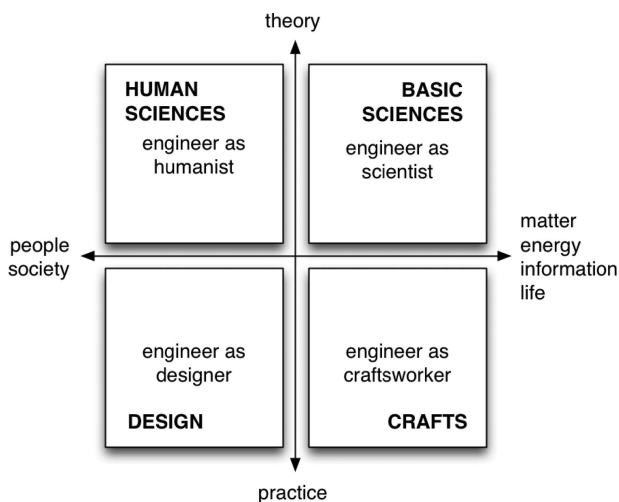 theory
HUMAN
SCIENCES
engineer as
humanist
BASIC
SCIENCES
engineer as
scientist
people
society
matter
energy
information
life
engineer as
designer
DESIGN
engineer as
craftsworker
CRAFTS
practice